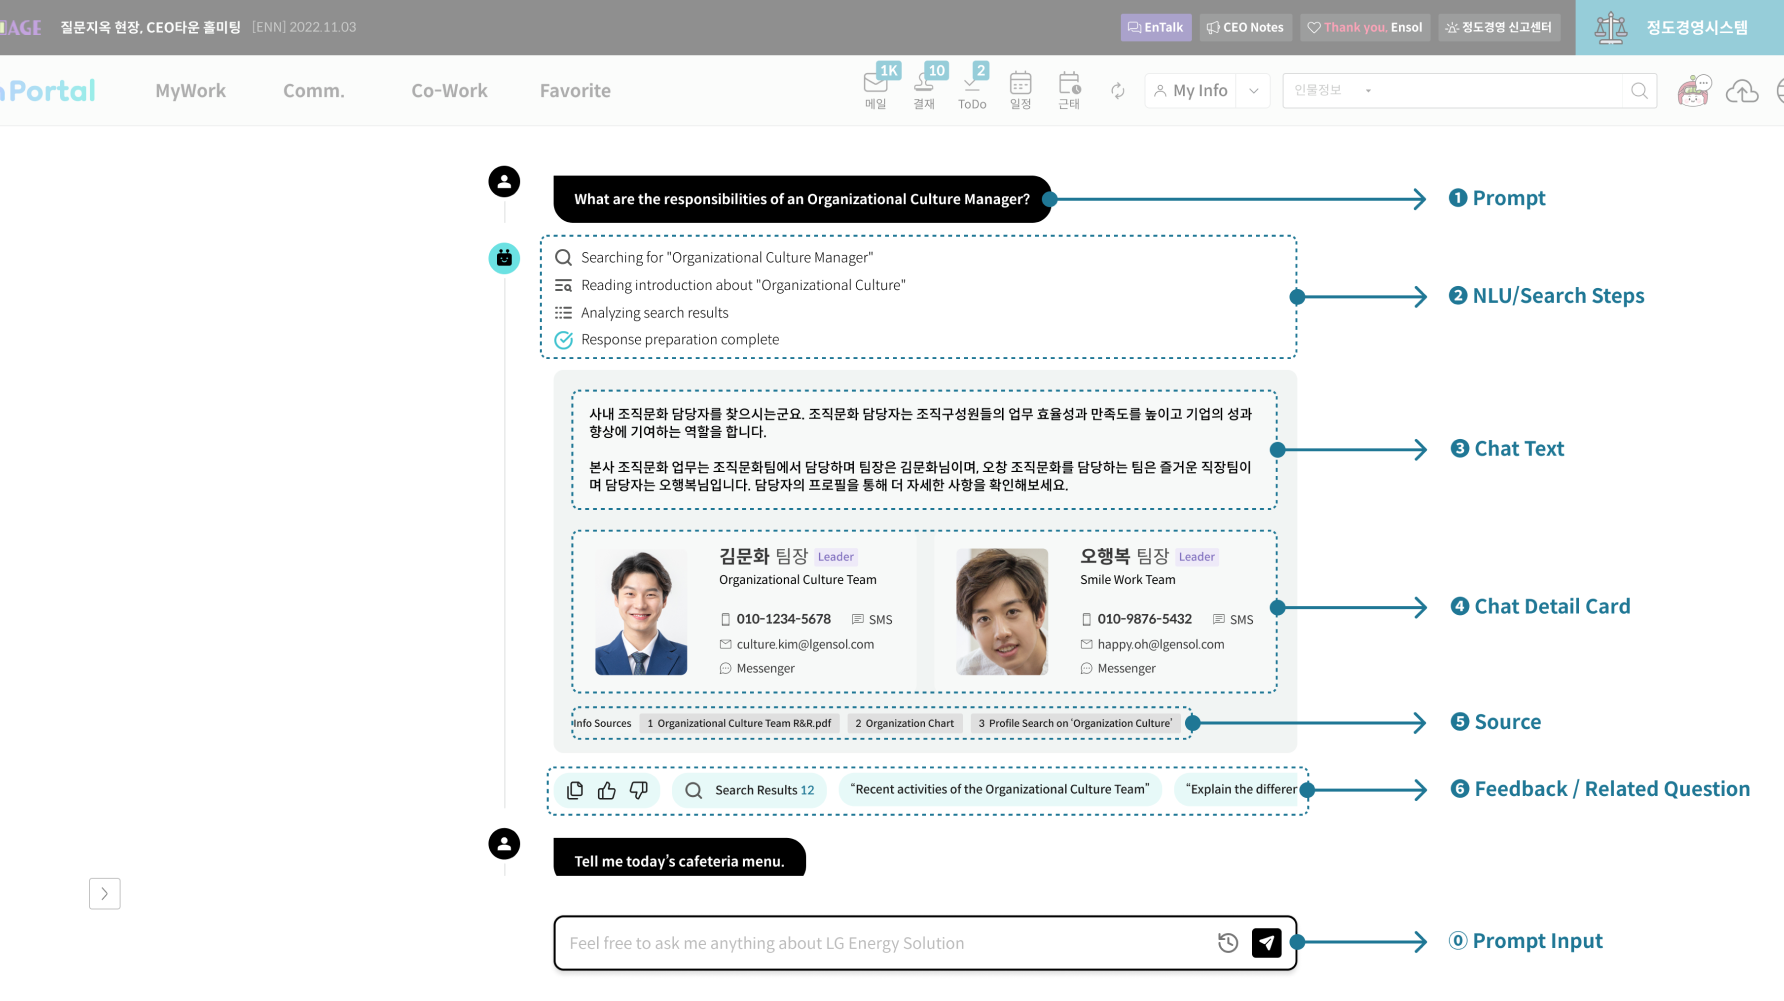 AGE 질문지옥 현장, CEO타운 홀미팅 [ENN] 2022.11.03
EnTalk
CEO Notes
Thank you. Ensol
정도경영 신고센터
정도경영시스템
Portal
MyWork
Comm.
Co-Work
Favorite
1K
메일
10
결재
2
ToDo
일정
근태
My Info
인물정보
What are the responsibilities of an Organizational Culture Manager?
❶ Prompt
Searching for "Organizational Culture Manager"
Reading introduction about "Organizational Culture"
Analyzing search results
Response preparation complete
❷ NLU/Search Steps
사내 조직문화 담당자를 찾으시는군요. 조직문화 담당자는 조직구성원들의 업무 효율성과 만족도를 높이고 기업의 성과
향상에 기여하는 역할을 합니다.
본사 조직문화 업무는 조직문화팀에서 담당하며 팀장은 김문화님이며, 오창 조직문화를 담당하는 팀은 즐거운 직장팀이
며 담당자는 오행복님입니다. 담당자의 프로필을 통해 더 자세한 사항을 확인해보세요.
❸ Chat Text
김문화 팀장 Leader
Organizational Culture Team
010-1234-5678 SMS
culture.kim@lgensol.com
Messenger
오행복 팀장 Leader
Smile Work Team
010-9876-5432 SMS
happy.oh@lgensol.com
Messenger
❹ Chat Detail Card
Info Sources 1 Organizational Culture Team R&R.pdf 2 Organization Chart 3 Profile Search on ‘Organization Culture’
❺ Source
Search Results 12 “Recent activities of the Organizational Culture Team” “Explain the differen
❻ Feedback / Related Question
Tell me today’s cafeteria menu.
Feel free to ask me anything about LG Energy Solution
⓪ Prompt Input